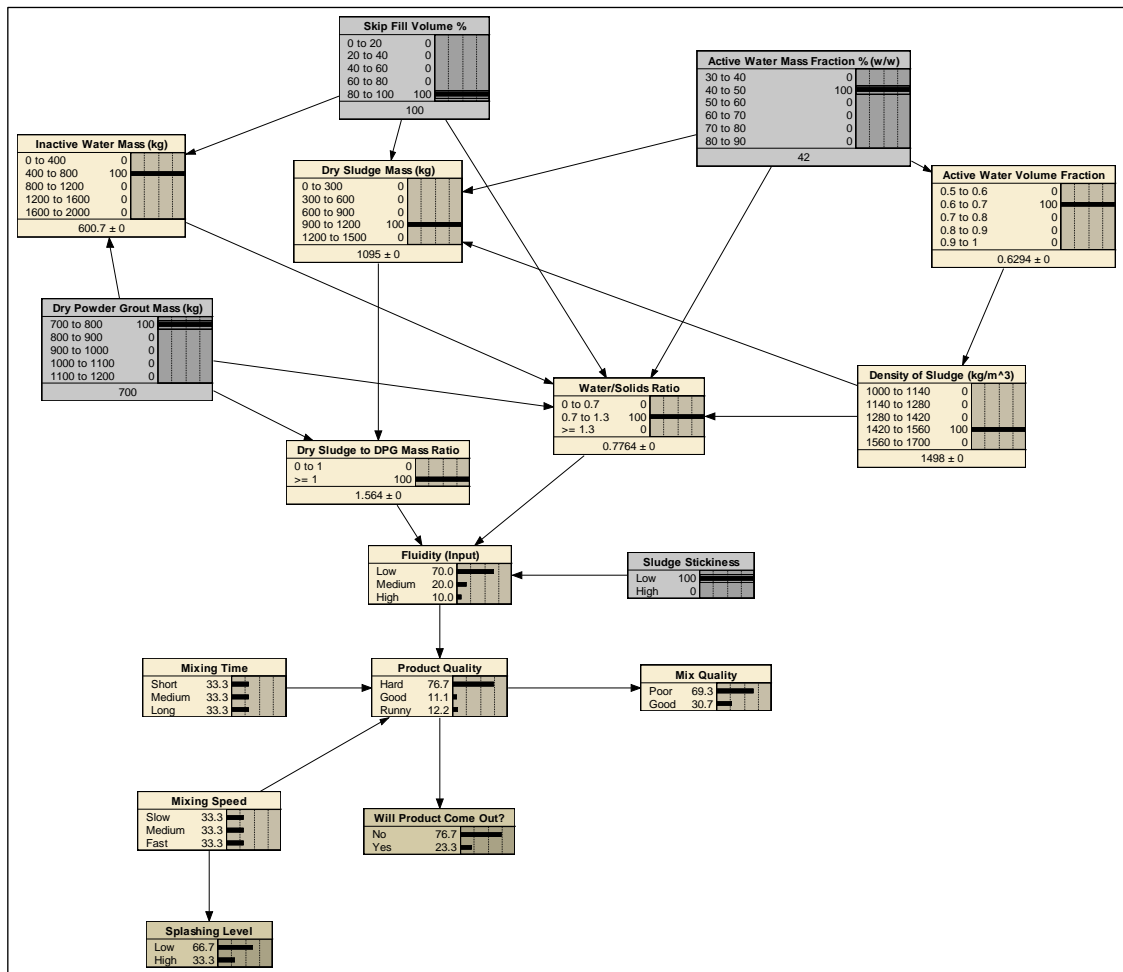 Skip Fill Volume %
0 to 20 0
20 to 40 0
40 to 60 0
60 to 80 0
80 to 100 100
100
Active Water Mass Fraction % (w/w)
30 to 40 0
40 to 50 100
50 to 60 0
60 to 70 0
70 to 80 0
80 to 90 0
42
Inactive Water Mass (kg)
0 to 400 0
400 to 800 100
800 to 1200 0
1200 to 1600 0
1600 to 2000 0
600.7 ± 0
Dry Sludge Mass (kg)
0 to 300 0
300 to 600 0
600 to 900 0
900 to 1200 100
1200 to 1500 0
1095 ± 0
Active Water Volume Fraction
0.5 to 0.6 0
0.6 to 0.7 100
0.7 to 0.8 0
0.8 to 0.9 0
0.9 to 1 0
0.6294 ± 0
Dry Powder Grout Mass (kg)
700 to 800 100
800 to 900 0
900 to 1000 0
1000 to 1100 0
1100 to 1200 0
700
Water/Solids Ratio
0 to 0.7 0
0.7 to 1.3 100
>= 1.3 0
0.7764 ± 0
Density of Sludge (kg/m^3)
1000 to 1140 0
1140 to 1280 0
1280 to 1420 0
1420 to 1560 100
1560 to 1700 0
1498 ± 0
Dry Sludge to DPG Mass Ratio
0 to 1 0
>= 1 100
1.564 ± 0
Fluidity (Input)
Low 70.0
Medium 20.0
High 10.0
Sludge Stickiness
Low 100
High 0
Mixing Time
Short 33.3
Medium 33.3
Long 33.3
Product Quality
Hard 76.7
Good 11.1
Runny 12.2
Mix Quality
Poor 69.3
Good 30.7
Mixing Speed
Slow 33.3
Medium 33.3
Fast 33.3
Will Product Come Out?
No 76.7
Yes 23.3
Splashing Level
Low 66.7
High 33.3